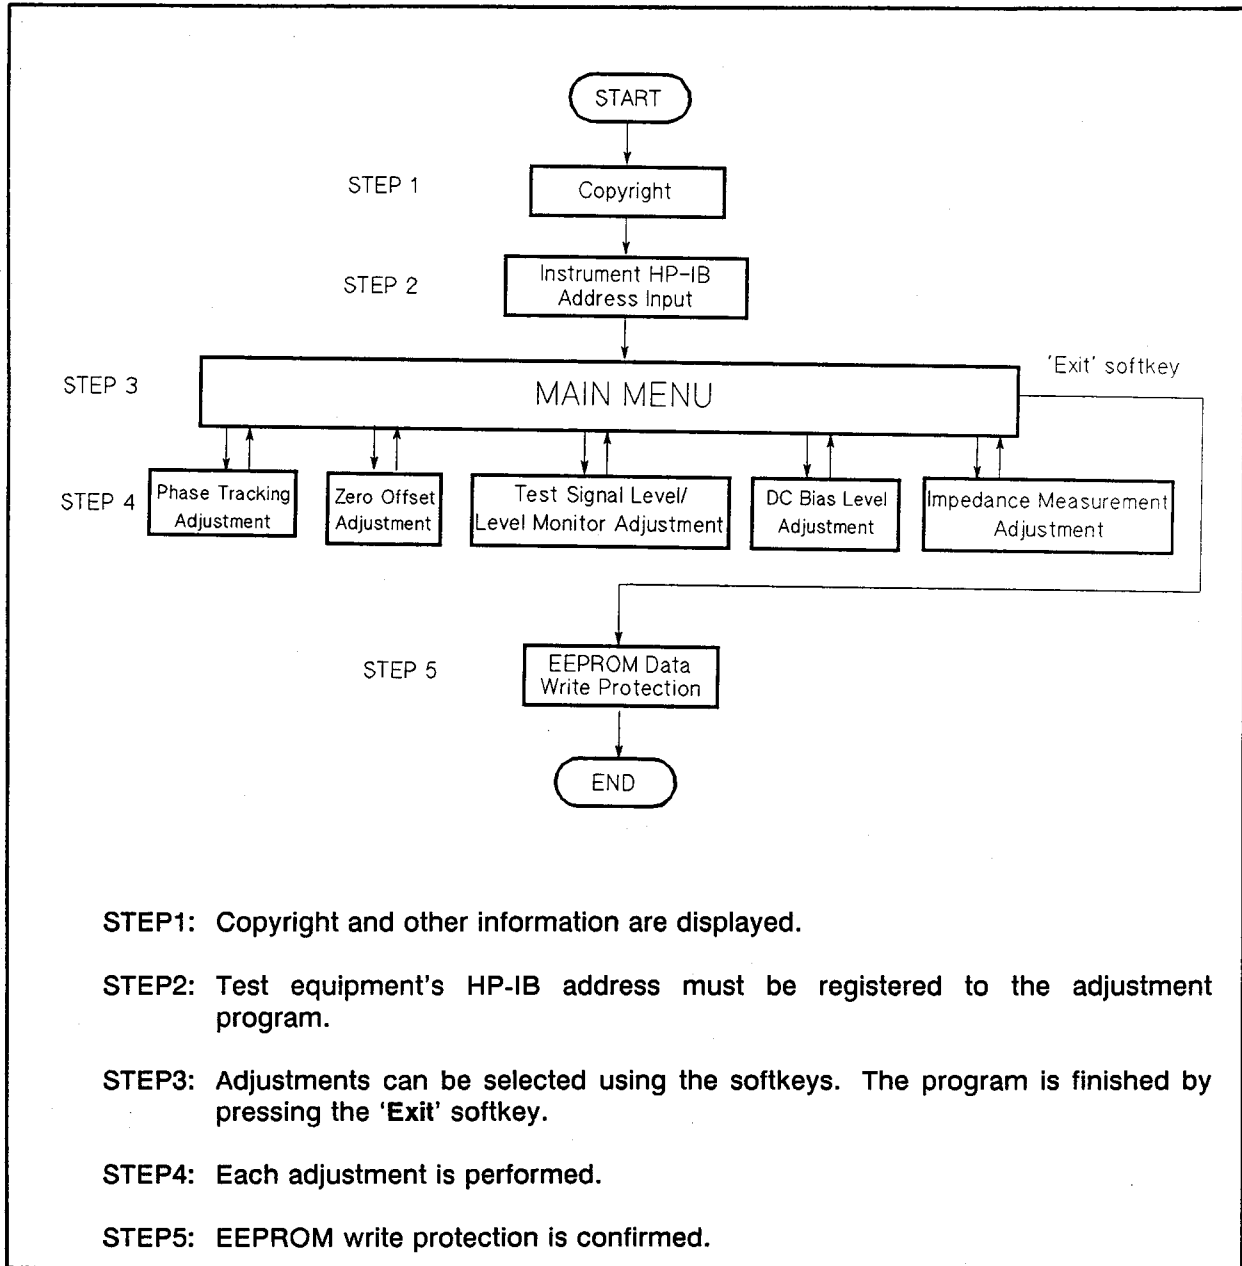 START
STEP 1
Copyright
STEP 2
Instrument HP-IB
Address Input
STEP 3
MAIN MENU
'Exit' softkey
STEP 4
Phase Tracking
Adjustment
Zero Offset
Adjustment
Test Signal Level/
Level Monitor Adjustment
DC Bias Level
Adjustment
Impedance Measurement
Adjustment
STEP 5
EEPROM Data
Write Protection
END
STEP1: Copyright and other information are displayed.
STEP2: Test equipment's HP-IB address must be registered to the adjustment
program.
STEP3: Adjustments can be selected using the softkeys. The program is finished by
pressing the 'Exit' softkey.
STEP4: Each adjustment is performed.
STEP5: EEPROM write protection is confirmed.